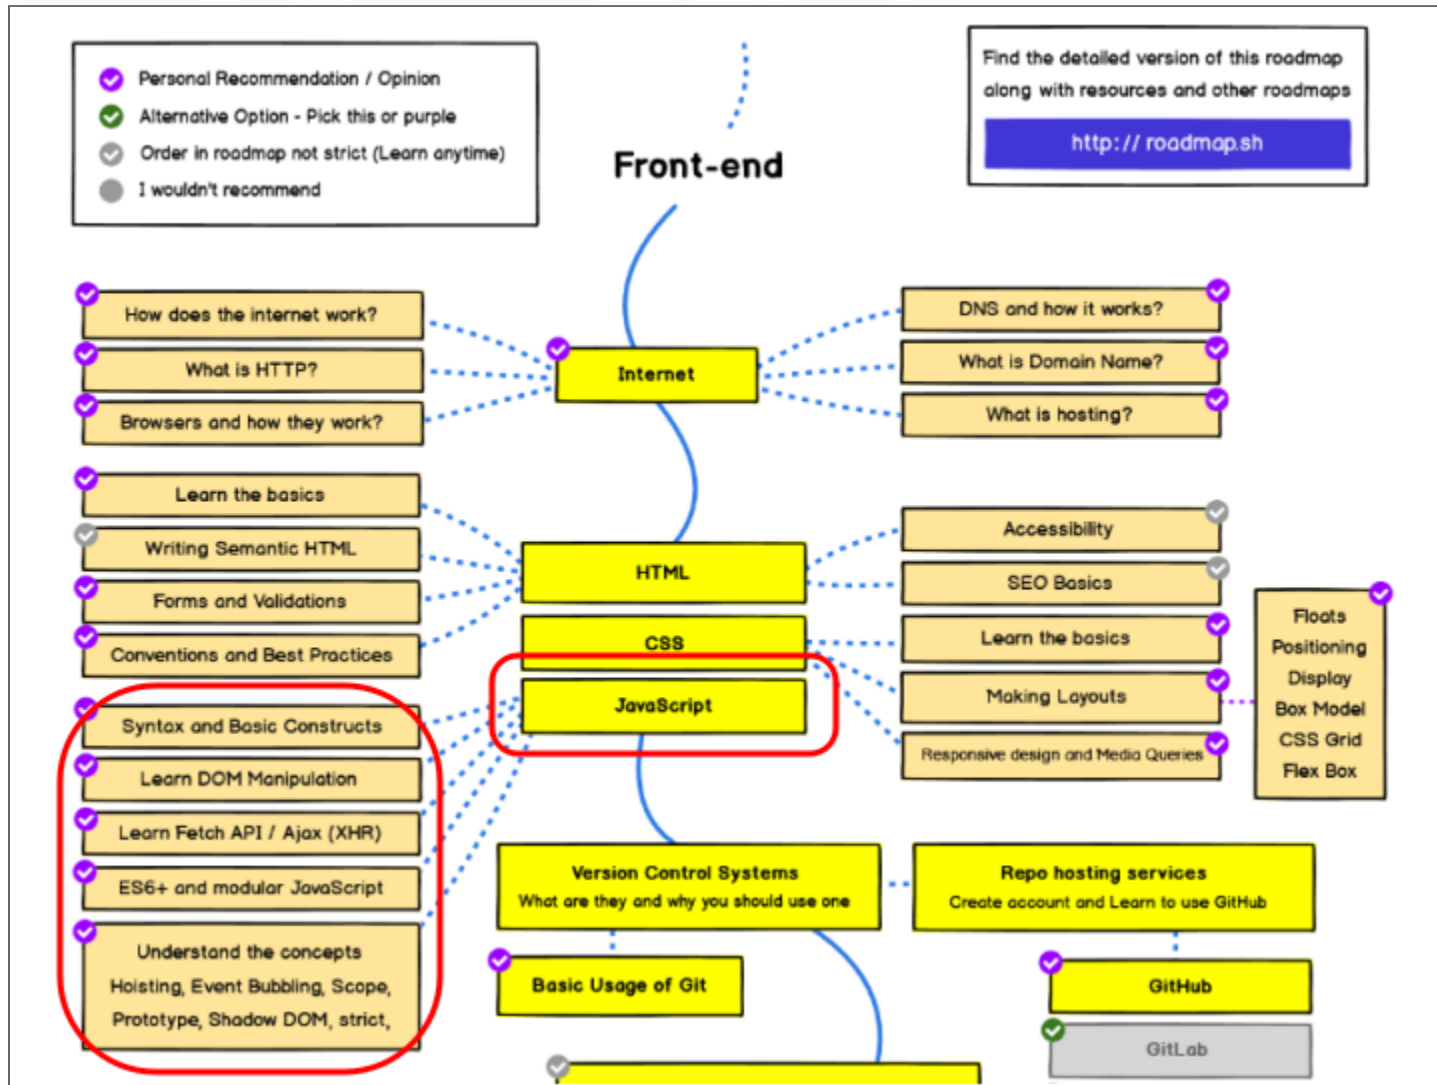 Personal Recommendation / Opinion
Alternative Option - Pick this or purple
Order in roadmap not strict (Learn anytime)
I wouldn't recommend
Find the detailed version of this roadmap
along with resources and other roadmaps
http:// roadmap.sh
Front-end
How does the internet work?
What is HTTP?
Browsers and how they work?
Internet
DNS and how it works?
What is Domain Name?
What is hosting?
Learn the basics
Writing Semantic HTML
Forms and Validations
Conventions and Best Practices
HTML
CSS
JavaScript
Accessibility
SEO Basics
Learn the basics
Making Layouts
Responsive design and Media Queries
Floats
Positioning
Display
Box Model
CSS Grid
Flex Box
Syntax and Basic Constructs
Learn DOM Manipulation
Learn Fetch API / Ajax (XHR)
ES6+ and modular JavaScript
Understand the concepts
Hoisting, Event Bubbling, Scope,
Prototype, Shadow DOM, strict,
Version Control Systems
What are they and why you should use one
Basic Usage of Git
Repo hosting services
Create account and Learn to use GitHub
GitHub
GitLab